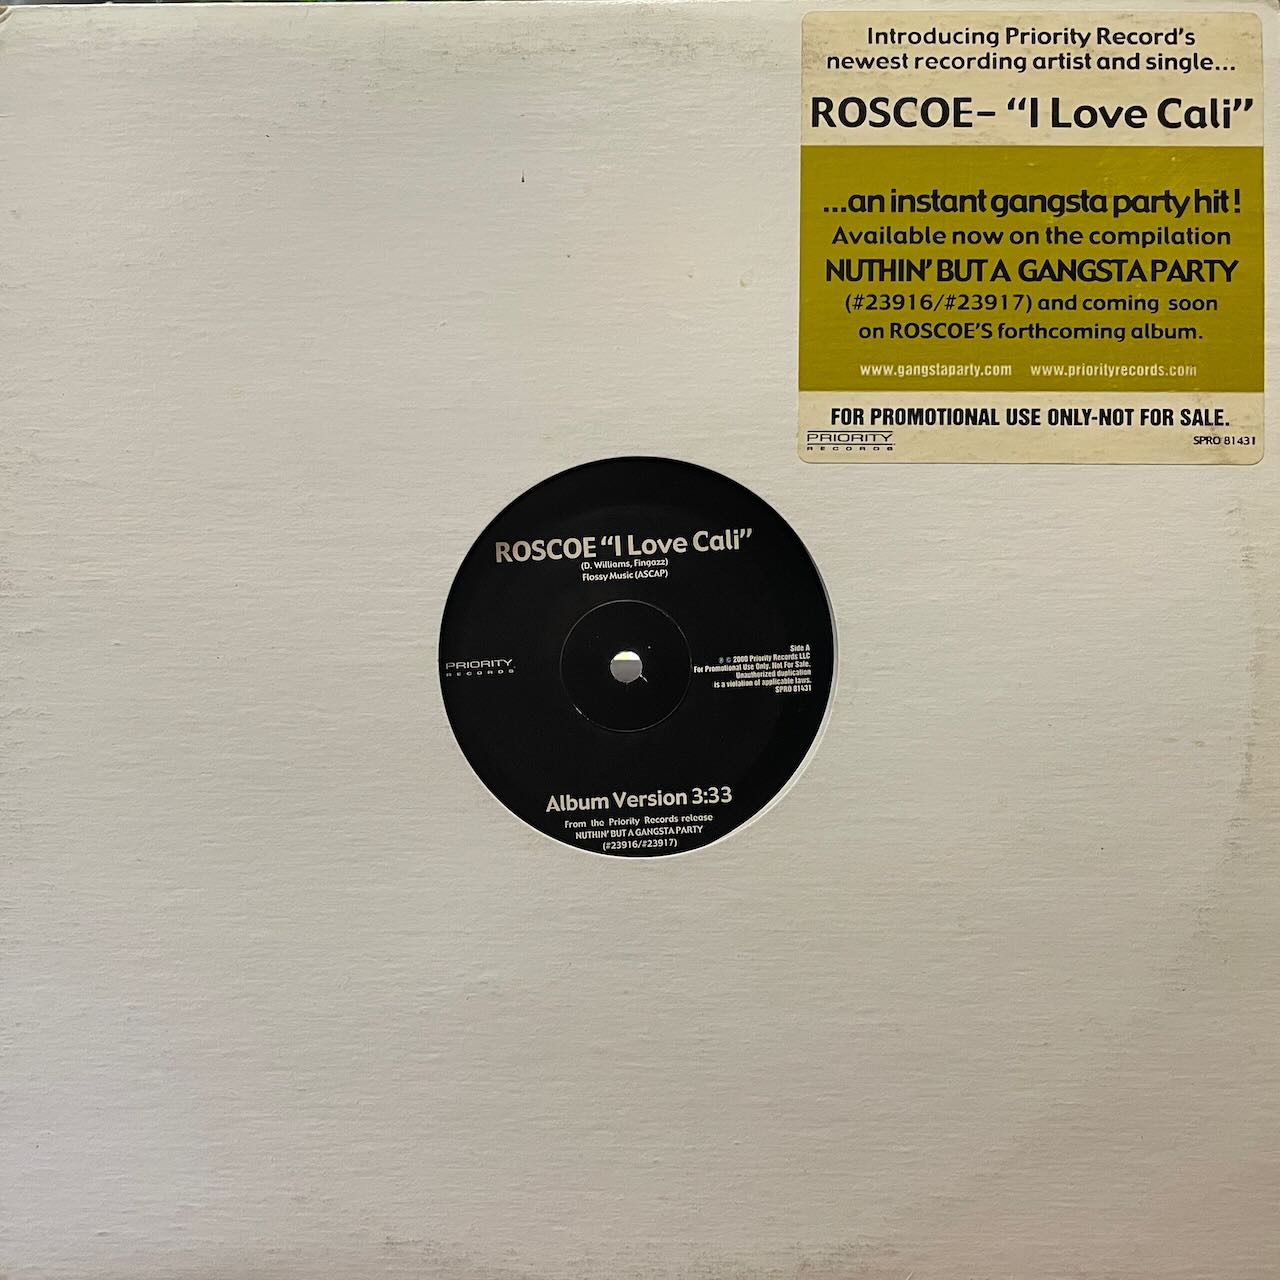 Introducing Priority Record's
newest recording artist and single...
ROSCOE– “I Love Cali”
...an instant gangsta party hit!
Available now on the compilation
NUTHIN' BUT A GANGSTA PARTY
(#23916/#23917) and coming soon
on ROSCOE'S forthcoming album.
www.gangstaparty.com www.priorityrecords.com
FOR PROMOTIONAL USE ONLY-NOT FOR SALE.
PRIORITY
RECORDS
SPRO 81431
ROSCOE “I Love Cali”
(D. Williams, Fingazz)
Flossy Music (ASCAP)
PRIORITY
RECORDS
Side A
℗ © 2000 Priority Records LLC
For Promotional Use Only. Not For Sale.
Unauthorized duplication
is a violation of applicable laws.
SPRO 81431
Album Version 3:33
From the Priority Records release
NUTHIN' BUT A GANGSTA PARTY
(#23916/#23917)